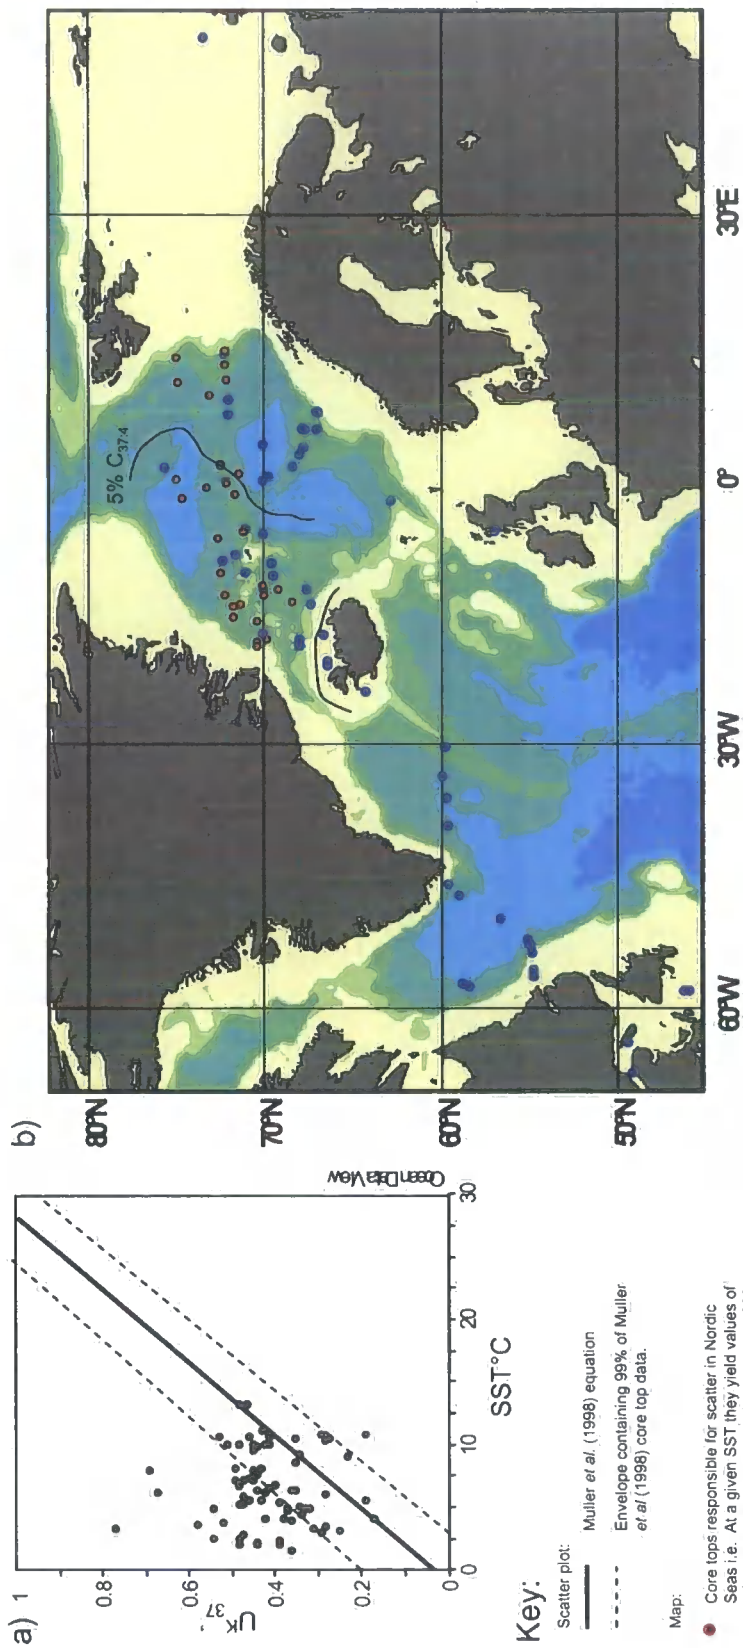 a)
1
0.8
0.6
0.4
0.2
0
U^K'_37
0
10
20
30
SST°C
Ocean Data View
b)
80°N
70°N
60°N
50°N
60°W
30°W
0°
30°E
5% C37:4
Key:
Scatter plot:
Muller et al. (1998) equation
Envelope containing 99% of Muller
et al (1998) core top data.
Map:
Core tops responsible for scatter in Nordic
Seas i.e. At a given SST they yield values of